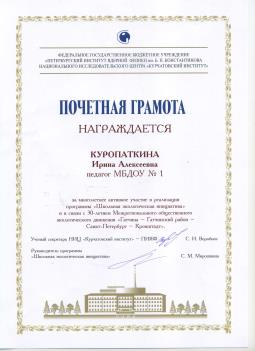 ФЕДЕРАЛЬНОЕ ГОСУДАРСТВЕННОЕ БЮДЖЕТНОЕ УЧРЕЖДЕНИЕ
«ПЕТЕРБУРГСКИЙ ИНСТИТУТ ЯДЕРНОЙ ФИЗИКИ им. Б. П. КОНСТАНТИНОВА
НАЦИОНАЛЬНОГО ИССЛЕДОВАТЕЛЬСКОГО ЦЕНТРА «КУРЧАТОВСКИЙ ИНСТИТУТ»
ПОЧЕТНАЯ ГРАМОТА
НАГРАЖДАЕТСЯ
КУРОПАТКИНА
Ирина Алексеевна
педагог МБДОУ № 1
за многолетнее активное участие в реализации
программы «Школьная экологическая инициатива»
и в связи с 30-летием Межрегионального общественного
экологического движения «Гатчина – Гатчинский район –
Санкт-Петербург – Кронштадт».
Ученый секретарь НИЦ «Курчатовский институт» – ПИЯФ С. И. Воробьев
Руководитель программы
«Школьная экологическая инициатива» С. М. Мирошкина